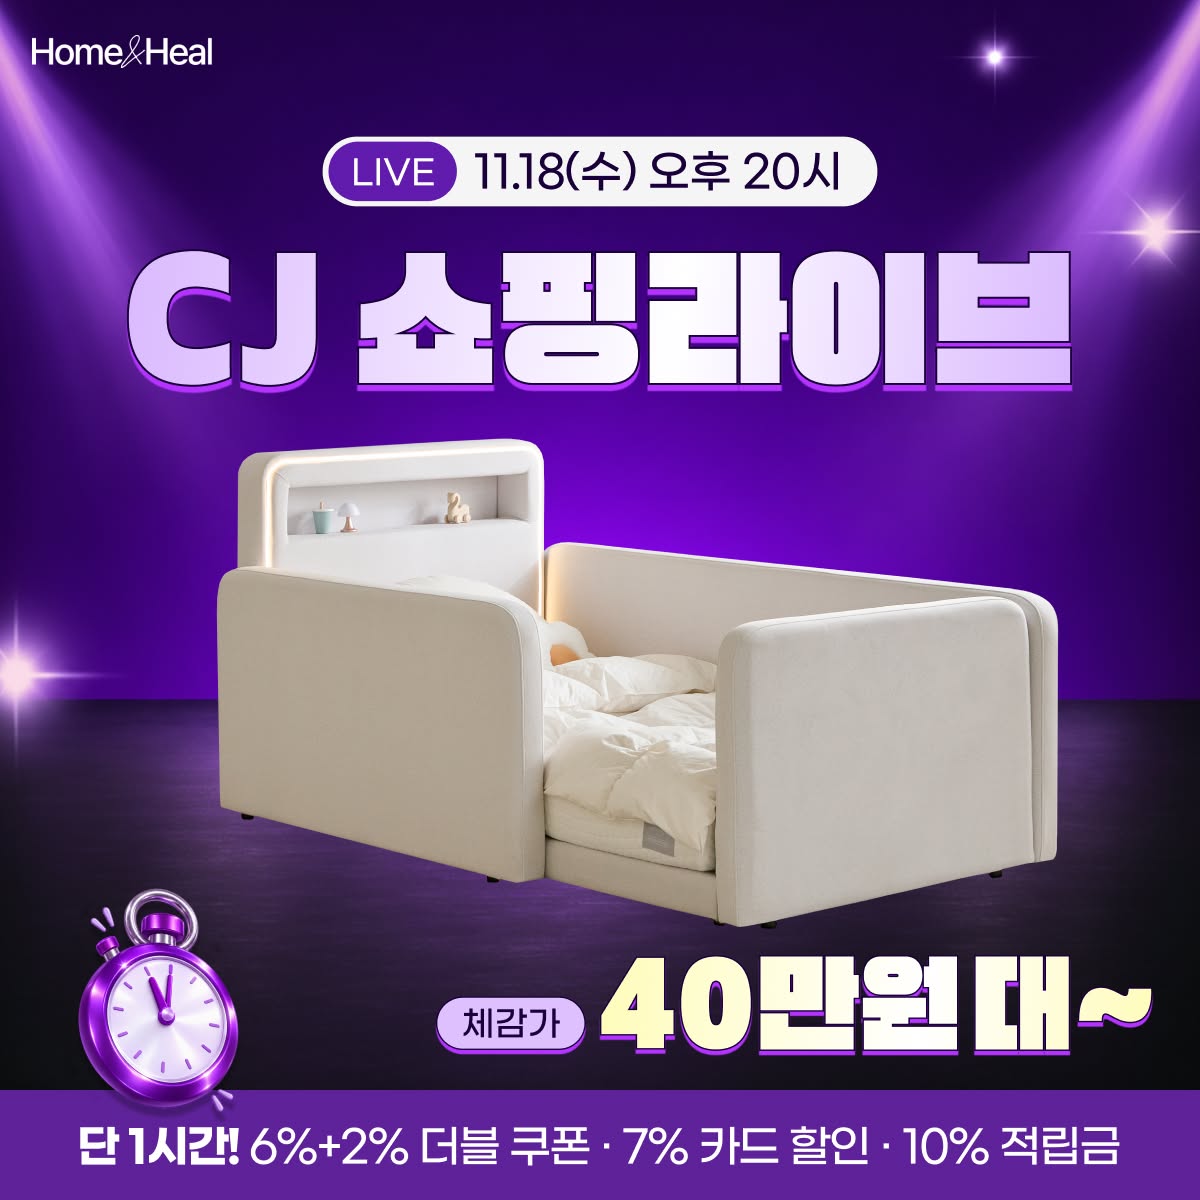 Home&Heal
LIVE 11.18(수) 오후 20시
CJ 쇼핑라이브
체감가 40만원대~
단 1시간! 6%+2% 더블 쿠폰 · 7% 카드 할인 · 10% 적립금